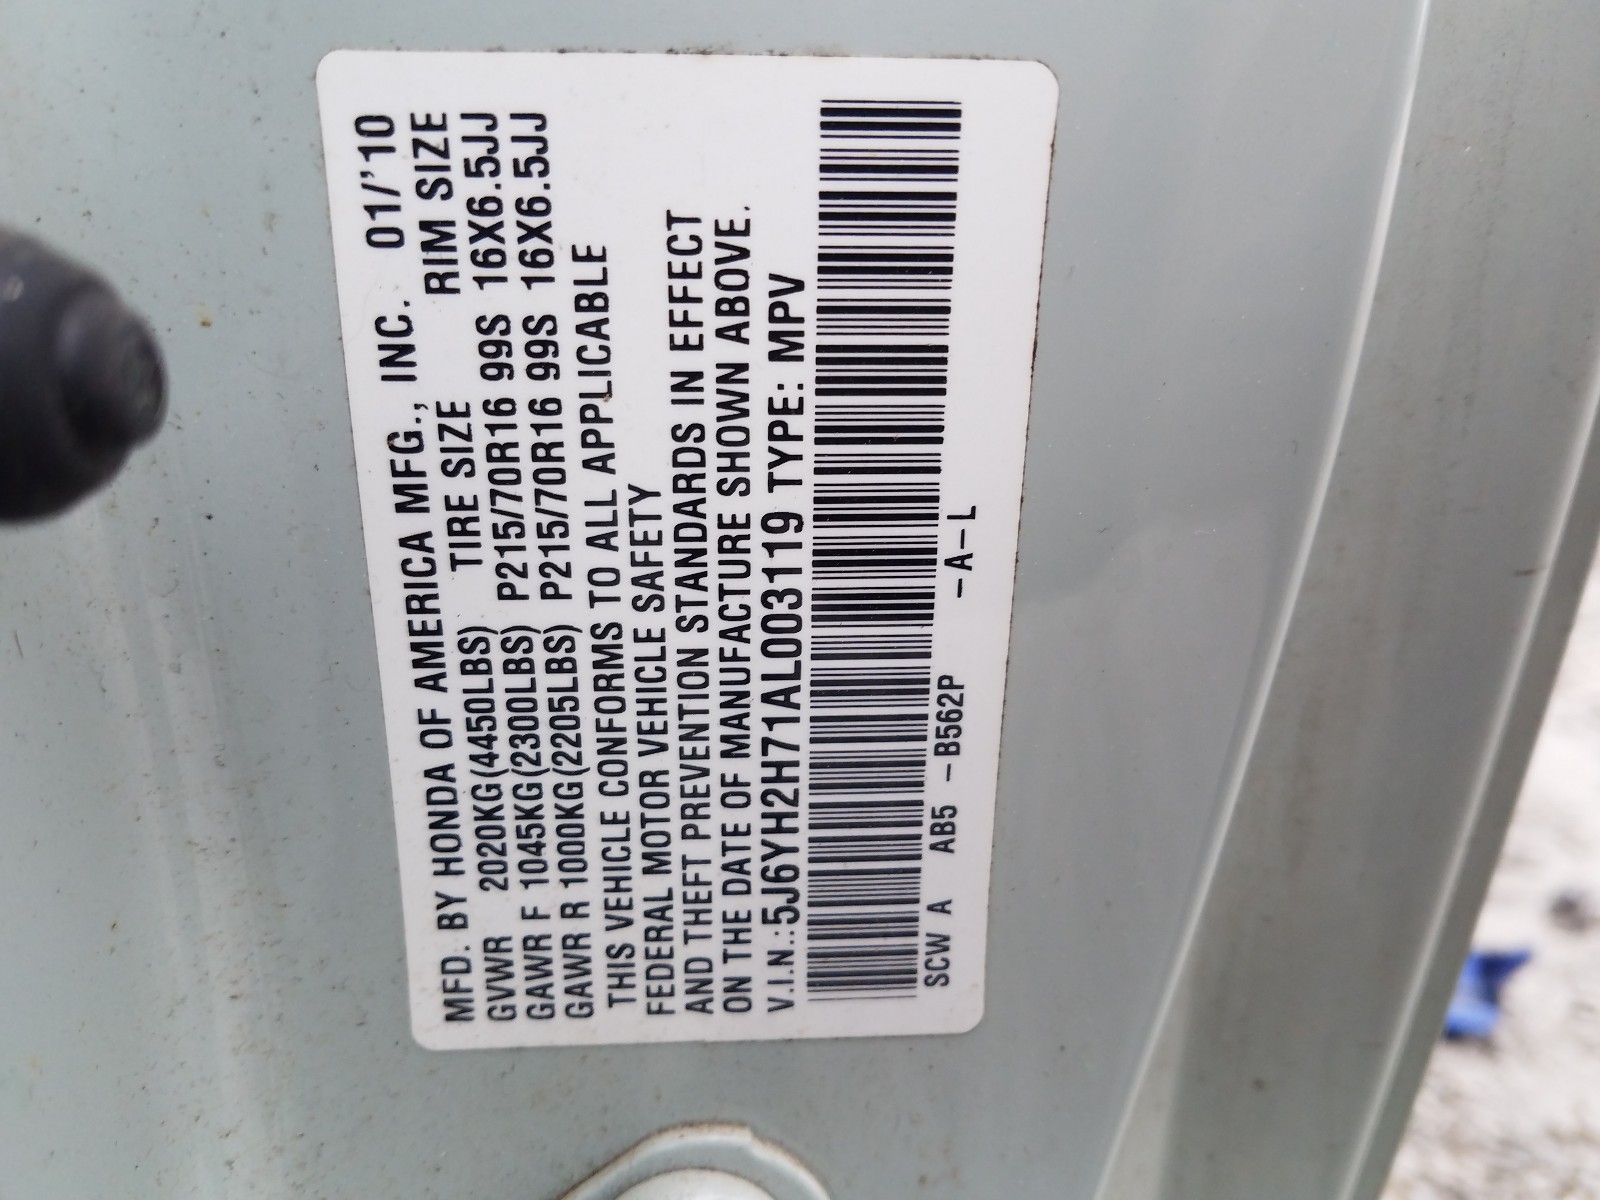 MFD. BY HONDA OF AMERICA MFG., INC. 01/'10
GVWR 2020KG(4450LBS) TIRE SIZE RIM SIZE
GAWR F 1045KG(2300LBS) P215/70R16 99S 16X6.5JJ
GAWR R 1000KG(2205LBS) P215/70R16 99S 16X6.5JJ
THIS VEHICLE CONFORMS TO ALL APPLICABLE
FEDERAL MOTOR VEHICLE SAFETY
AND THEFT PREVENTION STANDARDS IN EFFECT
ON THE DATE OF MANUFACTURE SHOWN ABOVE.
V.I.N.:5J6YH2H71AL003119 TYPE: MPV
SCW A AB5 -B562P -A-L